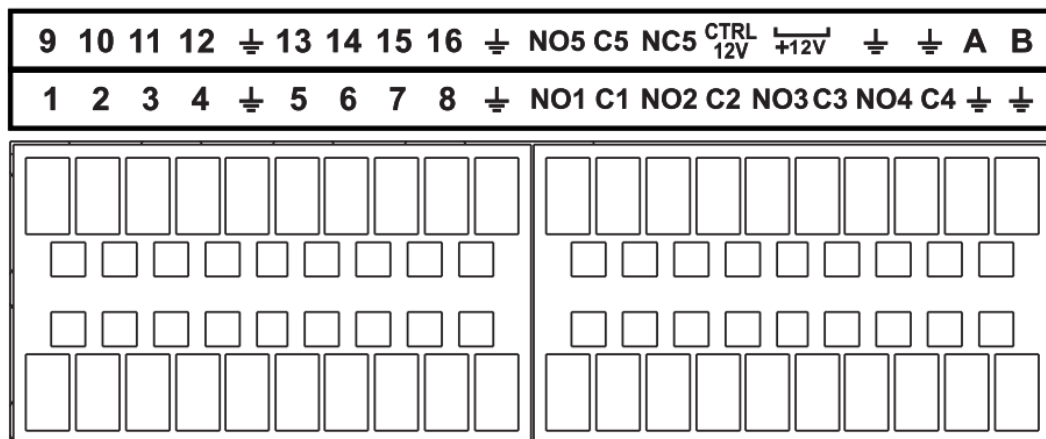 9 10 11 12 ⏚ 13 14 15 16 ⏚ NO5 C5 NC5 CTRL 12V +12V ⏚ ⏚ A B
1 2 3 4 ⏚ 5 6 7 8 ⏚ NO1 C1 NO2 C2 NO3 C3 NO4 C4 ⏚ ⏚